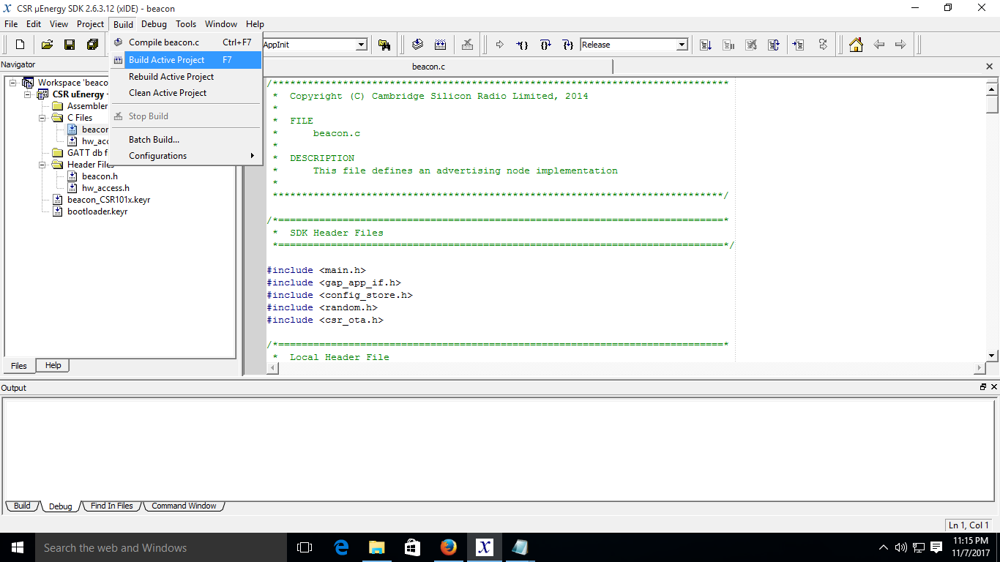 CSR µEnergy SDK 2.6.3.12 (xIDE) - beacon
File Edit View Project Build Debug Tools Window Help
AppInit
Release
Compile beacon.c Ctrl+F7
Build Active Project F7
Rebuild Active Project
Clean Active Project
Stop Build
Batch Build...
Configurations
Navigator
Workspace 'beaco
CSR uEnergy -
Assembler
C Files
beacon
hw_acc
GATT db f
Header Files
beacon.h
hw_access.h
beacon_CSR101x.keyr
bootloader.keyr
Files Help
beacon.c
/******************************************************************************
* Copyright (C) Cambridge Silicon Radio Limited, 2014
*
* FILE
* beacon.c
*
* DESCRIPTION
* This file defines an advertising node implementation
*
*****************************************************************************/
/*============================================================================*
* SDK Header Files
*============================================================================*/
#include <main.h>
#include <gap_app_if.h>
#include <config_store.h>
#include <random.h>
#include <csr_ota.h>
/*============================================================================*
* Local Header File
Output
Build Debug Find In Files Command Window
Ln 1, Col 1
Search the web and Windows
11:15 PM
11/7/2017